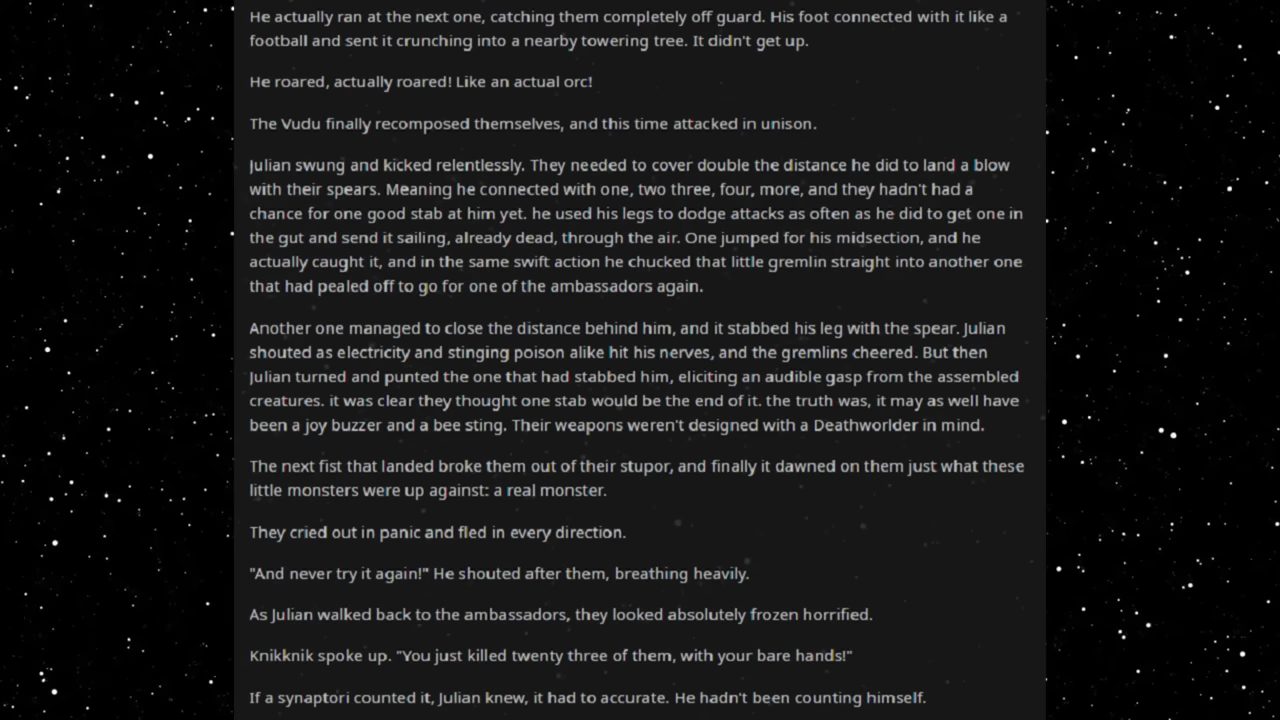 He actually ran at the next one, catching them completely off guard. His foot connected with it like a
football and sent it crunching into a nearby towering tree. It didn't get up.
He roared, actually roared! Like an actual orc!
The Vudu finally recomposed themselves, and this time attacked in unison.
Julian swung and kicked relentlessly. They needed to cover double the distance he did to land a blow
with their spears. Meaning he connected with one, two three, four, more, and they hadn't had a
chance for one good stab at him yet. he used his legs to dodge attacks as often as he did to get one in
the gut and send it sailing, already dead, through the air. One jumped for his midsection, and he
actually caught it, and in the same swift action he chucked that little gremlin straight into another one
that had pealed off to go for one of the ambassadors again.
Another one managed to close the distance behind him, and it stabbed his leg with the spear. Julian
shouted as electricity and stinging poison alike hit his nerves, and the gremlins cheered. But then
Julian turned and punted the one that had stabbed him, eliciting an audible gasp from the assembled
creatures. it was clear they thought one stab would be the end of it. the truth was, it may as well have
been a joy buzzer and a bee sting. Their weapons weren't designed with a Deathworlder in mind.
The next fist that landed broke them out of their stupor, and finally it dawned on them just what these
little monsters were up against: a real monster.
They cried out in panic and fled in every direction.
"And never try it again!" He shouted after them, breathing heavily.
As Julian walked back to the ambassadors, they looked absolutely frozen horrified.
Knikknik spoke up. "You just killed twenty three of them, with your bare hands!"
If a synaptori counted it, Julian knew, it had to accurate. He hadn't been counting himself.